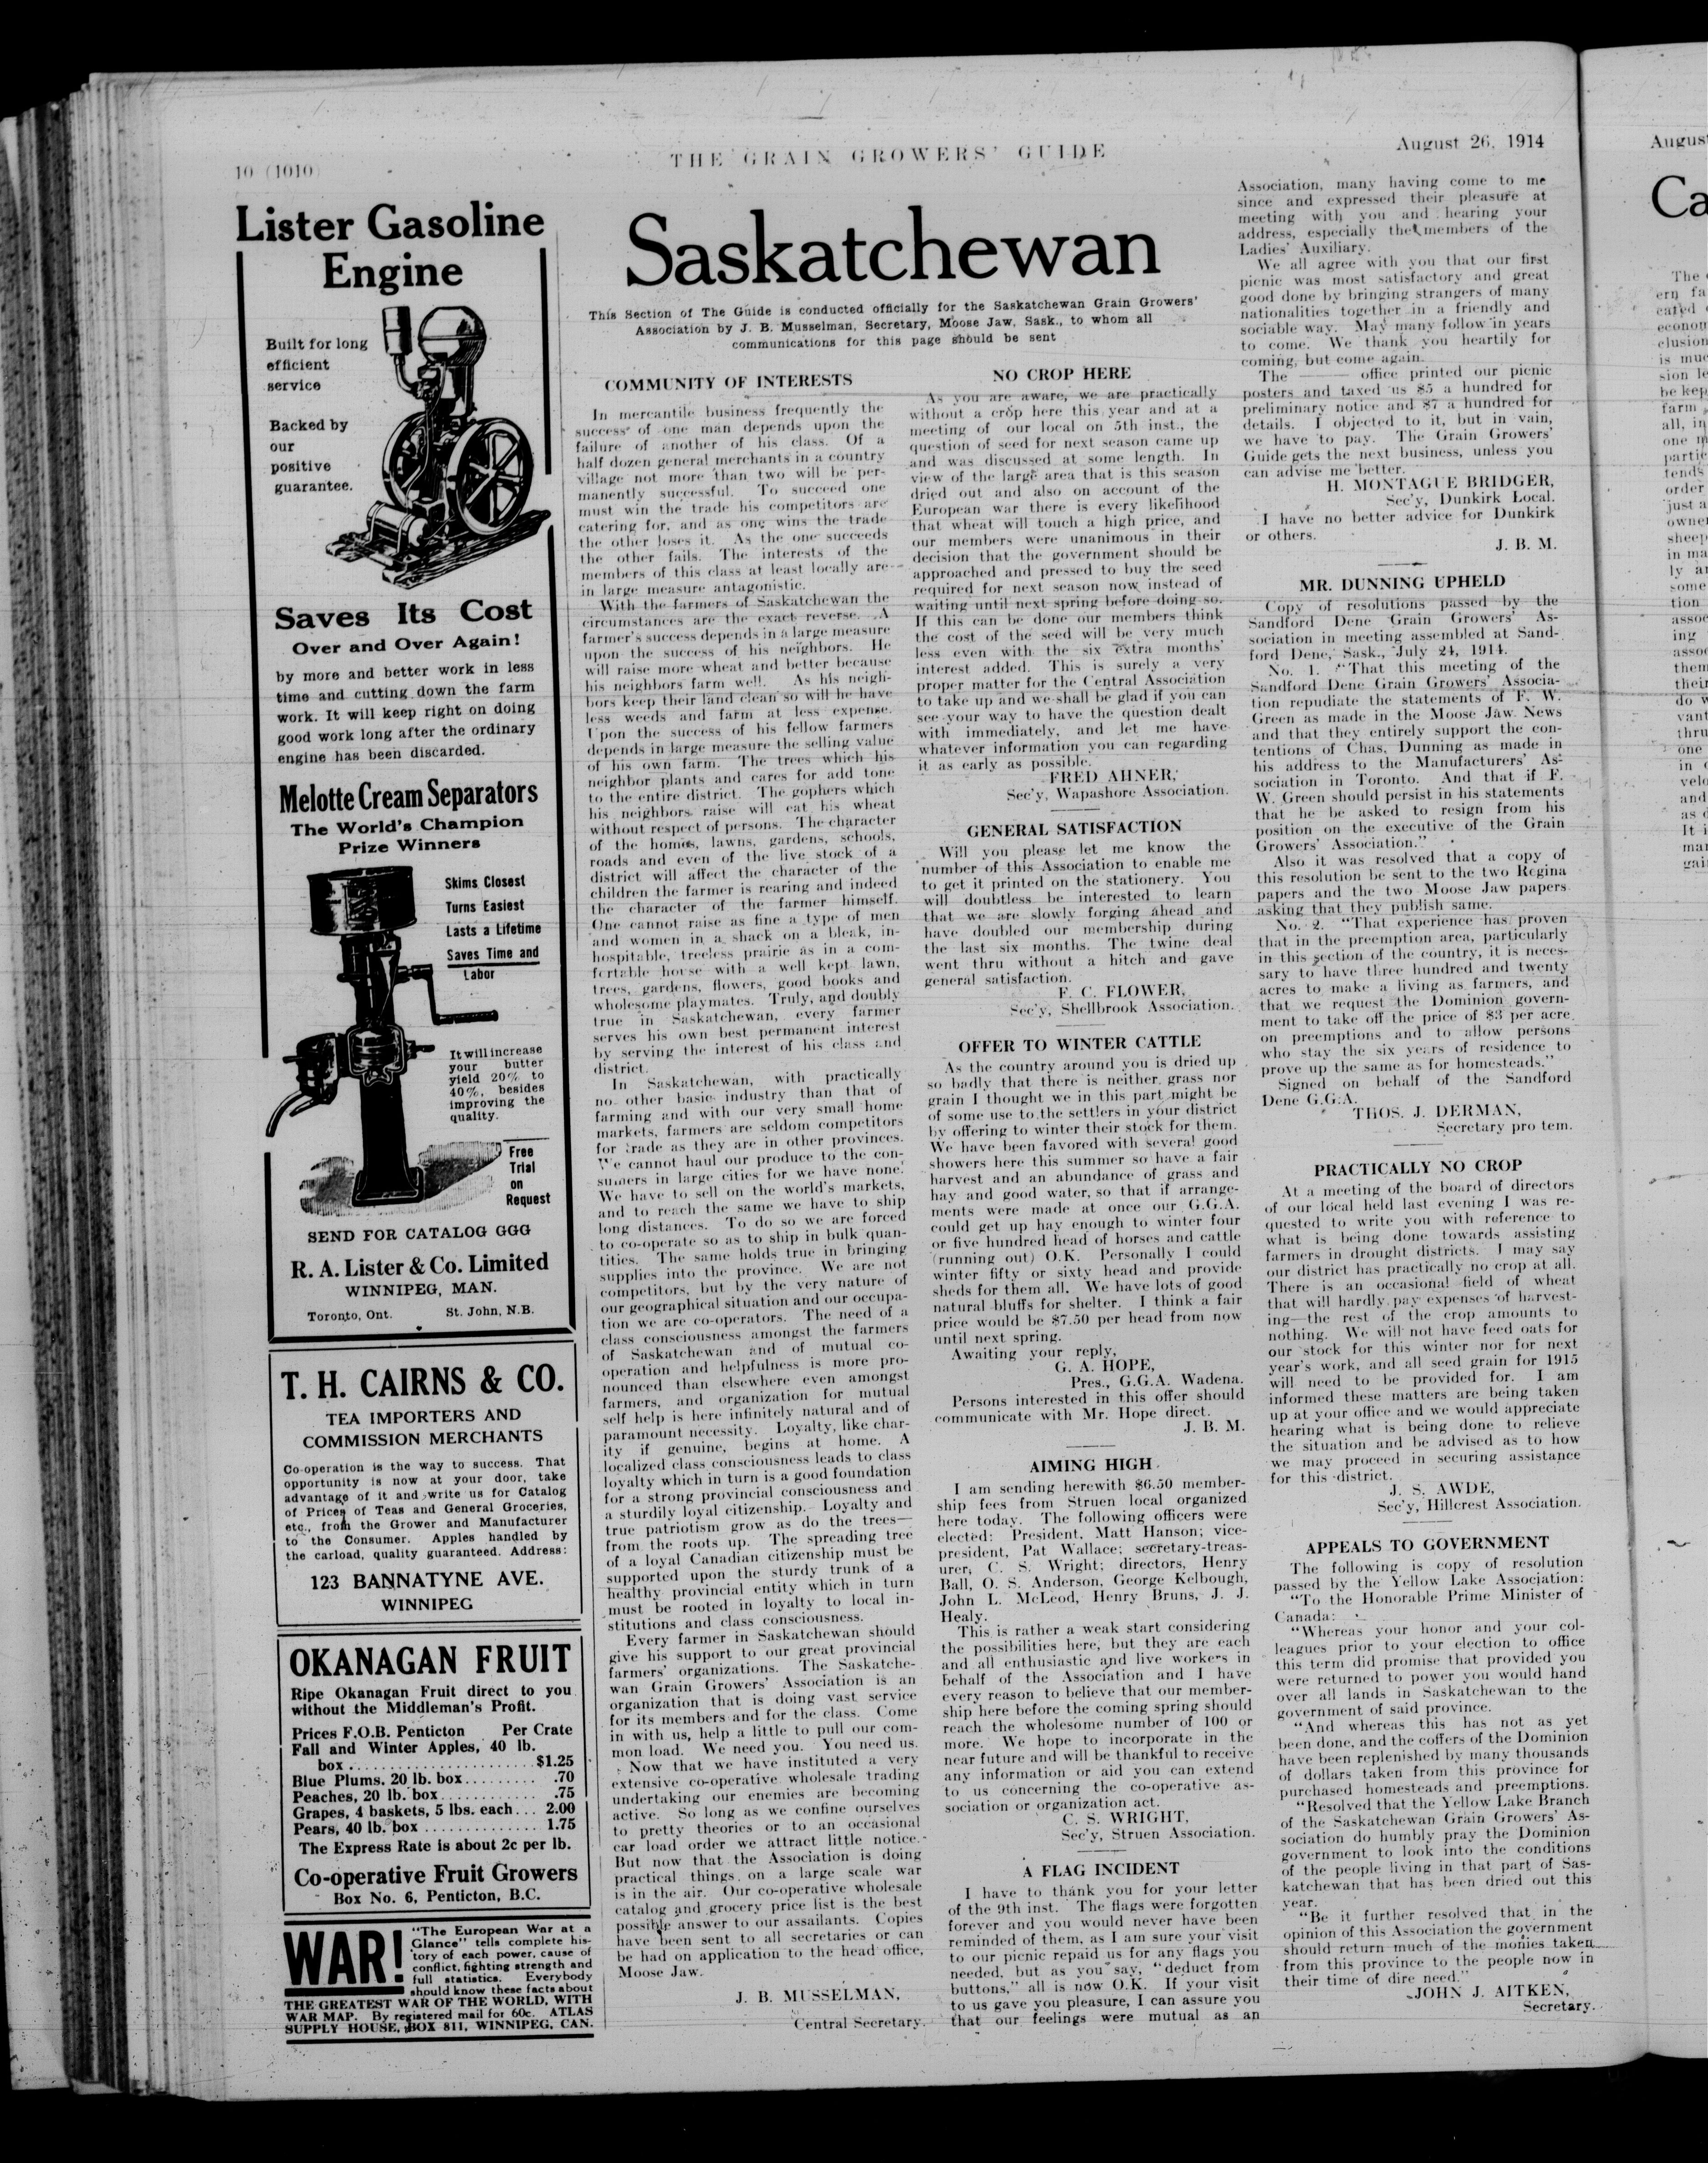 10 (1010)
THE GRAIN GROWERS' GUIDE
August 26, 1914
Lister Gasoline
Engine
Built for long
efficient
service
Backed by
our
positive
guarantee.
Saves Its Cost
Over and Over Again!
by more and better work in less
time and cutting down the farm
work. It will keep right on doing
good work long after the ordinary
engine has been discarded.
Melotte Cream Separators
The World's Champion
Prize Winners
Skims Closest
Turns Easiest
Lasts a Lifetime
Saves Time and
Labor
It will increase
your butter
yield 20% to
40%, besides
improving the
quality.
Free
Trial
on
Request
SEND FOR CATALOG GGG
R. A. Lister & Co. Limited
WINNIPEG, MAN.
Toronto, Ont. St. John, N.B.
T. H. CAIRNS & CO.
TEA IMPORTERS AND
COMMISSION MERCHANTS
Co-operation is the way to success. That
opportunity is now at your door, take
advantage of it and write us for Catalog
of Prices of Teas and General Groceries,
etc., from the Grower and Manufacturer
to the Consumer. Apples handled by
the carload, quality guaranteed. Address:
123 BANNATYNE AVE.
WINNIPEG
OKANAGAN FRUIT
Ripe Okanagan Fruit direct to you
without the Middleman's Profit.
Prices F.O.B. Penticton Per Crate
Fall and Winter Apples, 40 lb.
box........................$1.25
Blue Plums. 20 lb. box......... .70
Peaches, 20 lb. box............ .75
Grapes, 4 baskets, 5 lbs. each... 2.00
Pears, 40 lb. box .............. 1.75
The Express Rate is about 2c per lb.
Co-operative Fruit Growers
Box No. 6, Penticton, B.C.
WAR!
"The European War at a
Glance" tells complete his-
tory of each power, cause of
conflict, fighting strength and
full statistics. Everybody
should know these facts about
THE GREATEST WAR OF THE WORLD, WITH
WAR MAP. By registered mail for 60c. ATLAS
SUPPLY HOUSE, BOX 811, WINNIPEG, CAN.
Saskatchewan
This Section of The Guide is conducted officially for the Saskatchewan Grain Growers'
Association by J. B. Musselman, Secretary, Moose Jaw, Sask., to whom all
communications for this page should be sent
COMMUNITY OF INTERESTS
In mercantile business frequently the
success of one man depends upon the
failure of another of his class. Of a
half dozen general merchants in a country
village not more than two will be per-
manently successful. To succeed one
must win the trade his competitors are
catering for, and as one wins the trade
the other loses it. As the one succeeds
the other fails. The interests of the
members of this class at least locally are
in large measure antagonistic.
With the farmers of Saskatchewan the
circumstances are the exact reverse. A
farmer's success depends in a large measure
upon the success of his neighbors. He
will raise more wheat and better because
his neighbors farm well. As his neigh-
bors keep their land clean so will he have
less weeds and farm at less expense.
Upon the success of his fellow farmers
depends in large measure the selling value
of his own farm. The trees which his
neighbor plants and cares for add tone
to the entire district. The gophers which
his neighbors raise will eat his wheat
without respect of persons. The character
of the homes, lawns, gardens, schools,
roads and even of the live stock of a
district will affect the character of the
children the farmer is rearing and indeed
the character of the farmer himself.
One cannot raise as fine a type of men
and women in a shack on a bleak, in-
hospitable, treeless prairie as in a com-
fortable house with a well kept lawn,
trees, gardens, flowers, good books and
wholesome playmates. Truly, and doubly
true in Saskatchewan, every farmer
serves his own best permanent interest
by serving the interest of his class and
district.
In Saskatchewan, with practically
no other basic industry than that of
farming and with our very small home
markets, farmers are seldom competitors
for trade as they are in other provinces.
We cannot haul our produce to the con-
sumers in large cities for we have none.
We have to sell on the world's markets,
and to reach the same we have to ship
long distances. To do so we are forced
to co-operate so as to ship in bulk quan-
tities. The same holds true in bringing
supplies into the province. We are not
competitors, but by the very nature of
our geographical situation and our occupa-
tion we are co-operators. The need of a
class consciousness amongst the farmers
of Saskatchewan and of mutual co-
operation and helpfulness is more pro-
nounced than elsewhere even amongst
farmers, and organization for mutual
self help is here infinitely natural and of
paramount necessity. Loyalty, like char-
ity if genuine, begins at home. A
localized class consciousness leads to class
loyalty which in turn is a good foundation
for a strong provincial consciousness and
a sturdily loyal citizenship. Loyalty and
true patriotism grow as do the trees—
from the roots up. The spreading tree
of a loyal Canadian citizenship must be
supported upon the sturdy trunk of a
healthy provincial entity which in turn
must be rooted in loyalty to local in-
stitutions and class consciousness.
Every farmer in Saskatchewan should
give his support to our great provincial
farmers' organizations. The Saskatche-
wan Grain Growers' Association is an
organization that is doing vast service
for its members and for the class. Come
in with us, help a little to pull our com-
mon load. We need you. You need us.
Now that we have instituted a very
extensive co-operative wholesale trading
undertaking our enemies are becoming
active. So long as we confine ourselves
to pretty theories or to an occasional
car load order we attract little notice.
But now that the Association is doing
practical things on a large scale war
is in the air. Our co-operative wholesale
catalog and grocery price list is the best
possible answer to our assailants. Copies
have been sent to all secretaries or can
be had on application to the head office,
Moose Jaw.
J. B. MUSSELMAN,
Central Secretary.
NO CROP HERE
As you are aware, we are practically
without a crop here this year and at a
meeting of our local on 5th inst., the
question of seed for next season came up
and was discussed at some length. In
view of the large area that is this season
dried out and also on account of the
European war there is every likelihood
that wheat will touch a high price, and
our members were unanimous in their
decision that the government should be
approached and pressed to buy the seed
required for next season now instead of
waiting until next spring before doing so.
If this can be done our members think
the cost of the seed will be very much
less even with the six extra months'
interest added. This is surely a very
proper matter for the Central Association
to take up and we shall be glad if you can
see your way to have the question dealt
with immediately, and let me have
whatever information you can regarding
it as early as possible.
FRED AHNER,
Sec'y, Wapashore Association.
GENERAL SATISFACTION
Will you please let me know the
number of this Association to enable me
to get it printed on the stationery. You
will doubtless be interested to learn
that we are slowly forging ahead and
have doubled our membership during
the last six months. The twine deal
went thru without a hitch and gave
general satisfaction.
F. C. FLOWER,
Sec'y, Shellbrook Association.
OFFER TO WINTER CATTLE
As the country around you is dried up
so badly that there is neither grass nor
grain I thought we in this part might be
of some use to the settlers in your district
by offering to winter their stock for them.
We have been favored with several good
showers here this summer so have a fair
harvest and an abundance of grass and
hay and good water, so that if arrange-
ments were made at once our G.G.A.
could get up hay enough to winter four
or five hundred head of horses and cattle
(running out) O.K. Personally I could
winter fifty or sixty head and provide
sheds for them all. We have lots of good
natural bluffs for shelter. I think a fair
price would be $7.50 per head from now
until next spring.
Awaiting your reply,
G. A. HOPE,
Pres., G.G.A. Wadena.
Persons interested in this offer should
communicate with Mr. Hope direct.
J. B. M.
AIMING HIGH
I am sending herewith $6.50 member-
ship fees from Struen local organized
here today. The following officers were
elected: President, Matt Hanson; vice-
president, Pat Wallace; secretary-treas-
urer, C. S. Wright; directors, Henry
Ball, O. S. Anderson, George Kelbough,
John L. McLeod, Henry Bruns, J. J.
Healy.
This is rather a weak start considering
the possibilities here, but they are each
and all enthusiastic and live workers in
behalf of the Association and I have
every reason to believe that our member-
ship here before the coming spring should
reach the wholesome number of 100 or
more. We hope to incorporate in the
near future and will be thankful to receive
any information or aid you can extend
to us concerning the co-operative as-
sociation or organization act.
C. S. WRIGHT,
Sec'y, Struen Association.
A FLAG INCIDENT
I have to thank you for your letter
of the 9th inst. The flags were forgotten
forever and you would never have been
reminded of them, as I am sure your visit
to our picnic repaid us for any flags you
needed, but as you say, "deduct from
buttons," all is now O.K. If your visit
to us gave you pleasure, I can assure you
that our feelings were mutual as an
Association, many having come to me
since and expressed their pleasure at
meeting with you and hearing your
address, especially the members of the
Ladies' Auxiliary.
We all agree with you that our first
picnic was most satisfactory and great
good done by bringing strangers of many
nationalities together in a friendly and
sociable way. May many follow in years
to come. We thank you heartily for
coming, but come again.
The —— office printed our picnic
posters and taxed us $5 a hundred for
preliminary notice and $7 a hundred for
details. I objected to it, but in vain,
we have to pay. The Grain Growers'
Guide gets the next business, unless you
can advise me better.
H. MONTAGUE BRIDGER,
Sec'y, Dunkirk Local.
I have no better advice for Dunkirk
or others.
J. B. M.
MR. DUNNING UPHELD
Copy of resolutions passed by the
Sandford Dene Grain Growers' As-
sociation in meeting assembled at Sand-
ford Dene, Sask., July 24, 1914.
No. 1. "That this meeting of the
Sandford Dene Grain Growers' Associa-
tion repudiate the statements of F. W.
Green as made in the Moose Jaw News
and that they entirely support the con-
tentions of Chas. Dunning as made in
his address to the Manufacturers' As-
sociation in Toronto. And that if F.
W. Green should persist in his statements
that he be asked to resign from his
position on the executive of the Grain
Growers' Association."
Also it was resolved that a copy of
this resolution be sent to the two Regina
papers and the two Moose Jaw papers
asking that they publish same.
No. 2. "That experience has proven
that in the preemption area, particularly
in this section of the country, it is neces-
sary to have three hundred and twenty
acres to make a living as farmers, and
that we request the Dominion govern-
ment to take off the price of $3 per acre
on preemptions and to allow persons
who stay the six years of residence to
prove up the same as for homesteads."
Signed on behalf of the Sandford
Dene G.G.A.
THOS. J. DERMAN,
Secretary pro tem.
PRACTICALLY NO CROP
At a meeting of the board of directors
of our local held last evening I was re-
quested to write you with reference to
what is being done towards assisting
farmers in drought districts. I may say
our district has practically no crop at all.
There is an occasional field of wheat
that will hardly pay expenses of harvest-
ing—the rest of the crop amounts to
nothing. We will not have feed oats for
our stock for this winter nor for next
year's work, and all seed grain for 1915
will need to be provided for. I am
informed these matters are being taken
up at your office and we would appreciate
hearing what is being done to relieve
the situation and be advised as to how
we may proceed in securing assistance
for this district.
J. S. AWDE,
Sec'y, Hillcrest Association.
APPEALS TO GOVERNMENT
The following is copy of resolution
passed by the Yellow Lake Association:
"To the Honorable Prime Minister of
Canada:
"Whereas your honor and your col-
leagues prior to your election to office
this term did promise that provided you
were returned to power you would hand
over all lands in Saskatchewan to the
government of said province.
"And whereas this has not as yet
been done, and the coffers of the Dominion
have been replenished by many thousands
of dollars taken from this province for
purchased homesteads and preemptions.
"Resolved that the Yellow Lake Branch
of the Saskatchewan Grain Growers' As-
sociation do humbly pray the Dominion
government to look into the conditions
of the people living in that part of Sas-
katchewan that has been dried out this
year.
"Be it further resolved that in the
opinion of this Association the government
should return much of the monies taken
from this province to the people now in
their time of dire need."
JOHN J. AITKEN,
Secretary.